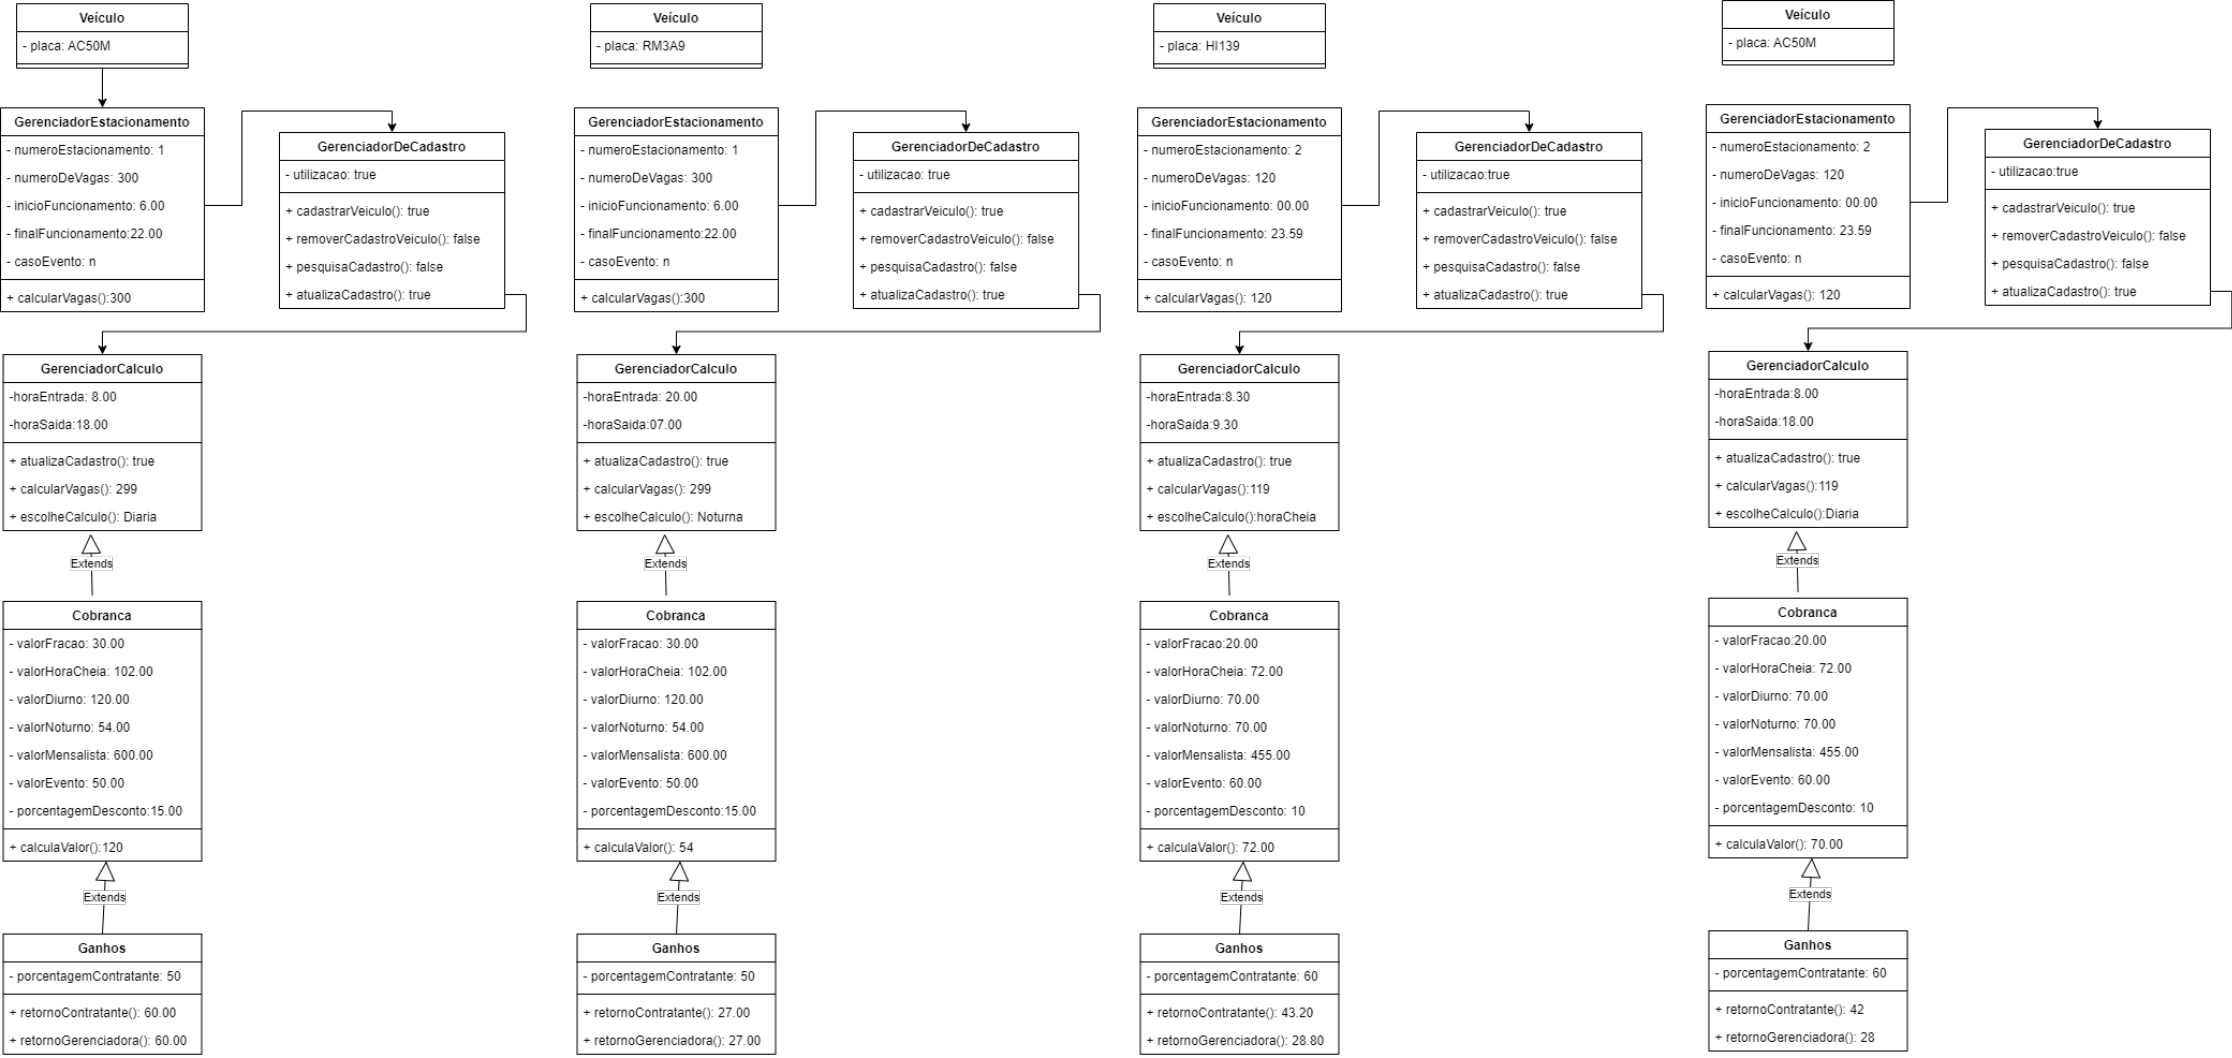 Veículo
- placa: AC50M
GerenciadorEstacionamento
- numeroEstacionamento: 1
- numeroDeVagas: 300
- inicioFuncionamento: 6.00
- finalFuncionamento:22.00
- casoEvento: n
+ calcularVagas():300
GerenciadorDeCadastro
- utilizacao: true
+ cadastrarVeiculo(): true
+ removerCadastroVeiculo(): false
+ pesquisaCadastro(): false
+ atualizaCadastro(): true
GerenciadorCalculo
-horaEntrada: 8.00
-horaSaida:18.00
+ atualizaCadastro(): true
+ calcularVagas(): 299
+ escolheCalculo(): Diaria
Extends
Cobranca
- valorFracao: 30.00
- valorHoraCheia: 102.00
- valorDiurno: 120.00
- valorNoturno: 54.00
- valorMensalista: 600.00
- valorEvento: 50.00
- porcentagemDesconto:15.00
+ calculaValor():120
Extends
Ganhos
- porcentagemContratante: 50
+ retornoContratante(): 60.00
+ retornoGerenciadora(): 60.00
Veículo
- placa: RM3A9
GerenciadorEstacionamento
- numeroEstacionamento: 1
- numeroDeVagas: 300
- inicioFuncionamento: 6.00
- finalFuncionamento:22.00
- casoEvento: n
+ calcularVagas():300
GerenciadorDeCadastro
- utilizacao: true
+ cadastrarVeiculo(): true
+ removerCadastroVeiculo(): false
+ pesquisaCadastro(): false
+ atualizaCadastro(): true
GerenciadorCalculo
-horaEntrada: 20.00
-horaSaida:07.00
+ atualizaCadastro(): true
+ calcularVagas(): 299
+ escolheCalculo(): Noturna
Extends
Cobranca
- valorFracao: 30.00
- valorHoraCheia: 102.00
- valorDiurno: 120.00
- valorNoturno: 54.00
- valorMensalista: 600.00
- valorEvento: 50.00
- porcentagemDesconto:15.00
+ calculaValor(): 54
Extends
Ganhos
- porcentagemContratante: 50
+ retornoContratante(): 27.00
+ retornoGerenciadora(): 27.00
Veículo
- placa: HI139
GerenciadorEstacionamento
- numeroEstacionamento: 2
- numeroDeVagas: 120
- inicioFuncionamento: 00.00
- finalFuncionamento: 23.59
- casoEvento: n
+ calcularVagas(): 120
GerenciadorDeCadastro
- utilizacao:true
+ cadastrarVeiculo(): true
+ removerCadastroVeiculo(): false
+ pesquisaCadastro(): false
+ atualizaCadastro(): true
GerenciadorCalculo
-horaEntrada:8.30
-horaSaida:9.30
+ atualizaCadastro(): true
+ calcularVagas():119
+ escolheCalculo():horaCheia
Extends
Cobranca
- valorFracao:20.00
- valorHoraCheia: 72.00
- valorDiurno: 70.00
- valorNoturno: 70.00
- valorMensalista: 455.00
- valorEvento: 60.00
- porcentagemDesconto: 10
+ calculaValor(): 72.00
Extends
Ganhos
- porcentagemContratante: 60
+ retornoContratante(): 43.20
+ retornoGerenciadora(): 28.80
Veículo
- placa: AC50M
GerenciadorEstacionamento
- numeroEstacionamento: 2
- numeroDeVagas: 120
- inicioFuncionamento: 00.00
- finalFuncionamento: 23.59
- casoEvento: n
+ calcularVagas(): 120
GerenciadorDeCadastro
- utilizacao:true
+ cadastrarVeiculo(): true
+ removerCadastroVeiculo(): false
+ pesquisaCadastro(): false
+ atualizaCadastro(): true
GerenciadorCalculo
-horaEntrada:8.00
-horaSaida:18.00
+ atualizaCadastro(): true
+ calcularVagas():119
+ escolheCalculo():Diaria
Extends
Cobranca
- valorFracao:20.00
- valorHoraCheia: 72.00
- valorDiurno: 70.00
- valorNoturno: 70.00
- valorMensalista: 455.00
- valorEvento: 60.00
- porcentagemDesconto: 10
+ calculaValor(): 70.00
Extends
Ganhos
- porcentagemContratante: 60
+ retornoContratante(): 42
+ retornoGerenciadora(): 28